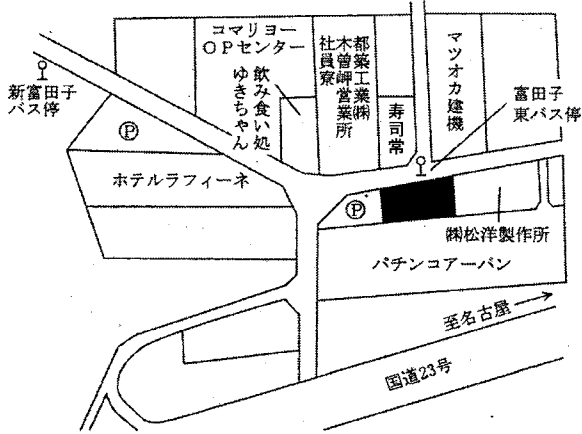 コマリヨー
OPセンター
飲み食い処
ゆきちゃん
都築工業㈱
木曽岬営業所
社員寮
寿司常
マツオカ建機
富田子
東バス停
新富田子
バス停
Ⓟ
ホテルラフィーネ
Ⓟ
㈱松洋製作所
パチンコアーバン
至名古屋
国道23号